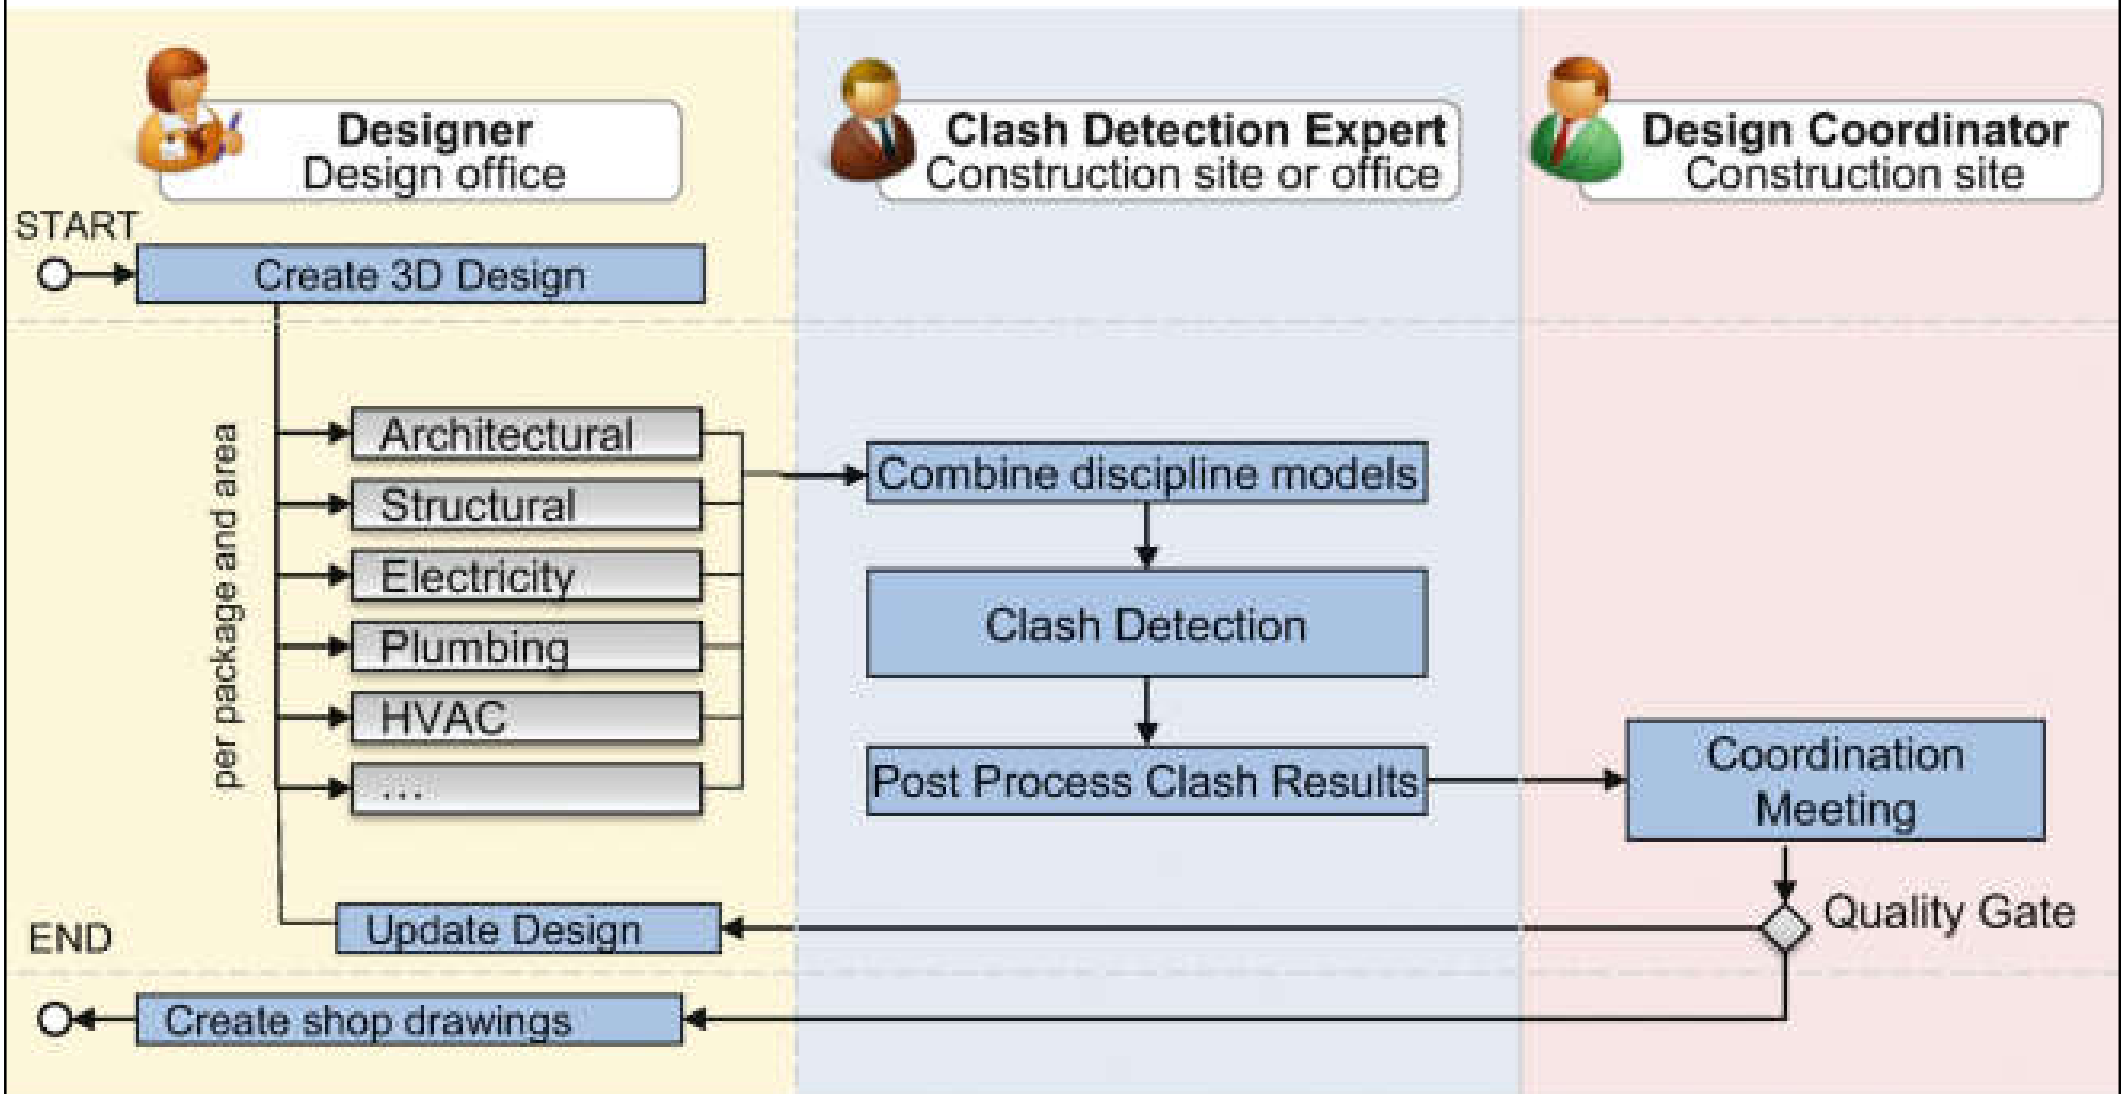 Designer
Design office
Clash Detection Expert
Construction site or office
Design Coordinator
Construction site
START
Create 3D Design
per package and area
Architectural
Structural
Electricity
Plumbing
HVAC
...
Combine discipline models
Clash Detection
Post Process Clash Results
Coordination
Meeting
Quality Gate
Update Design
END
Create shop drawings